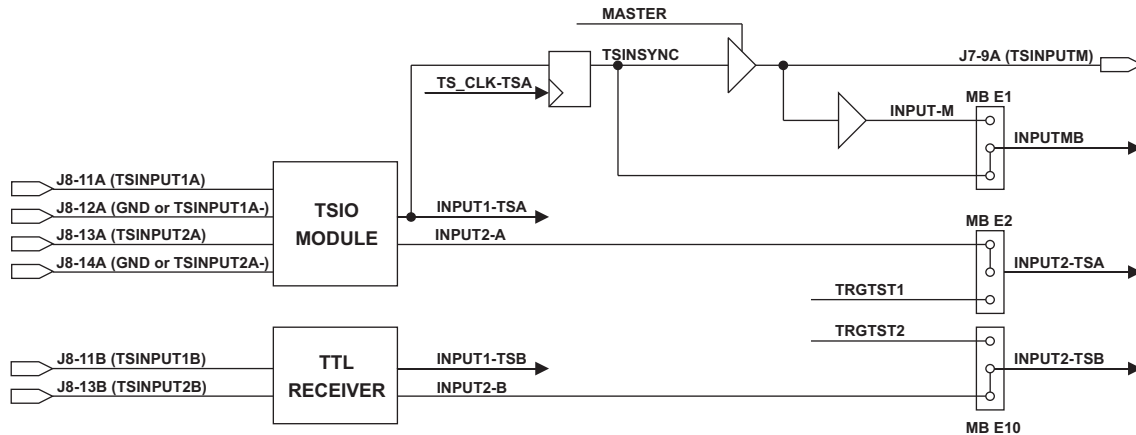 MASTER
TSINSYNC
J7-9A (TSINPUTM)
TS_CLK-TSA
MB E1
INPUT-M
INPUTMB
J8-11A (TSINPUT1A)
J8-12A (GND or TSINPUT1A-)
J8-13A (TSINPUT2A)
J8-14A (GND or TSINPUT2A-)
TSIO
MODULE
INPUT1-TSA
INPUT2-A
MB E2
INPUT2-TSA
TRGTST1
TRGTST2
J8-11B (TSINPUT1B)
J8-13B (TSINPUT2B)
TTL
RECEIVER
INPUT1-TSB
INPUT2-B
INPUT2-TSB
MB E10